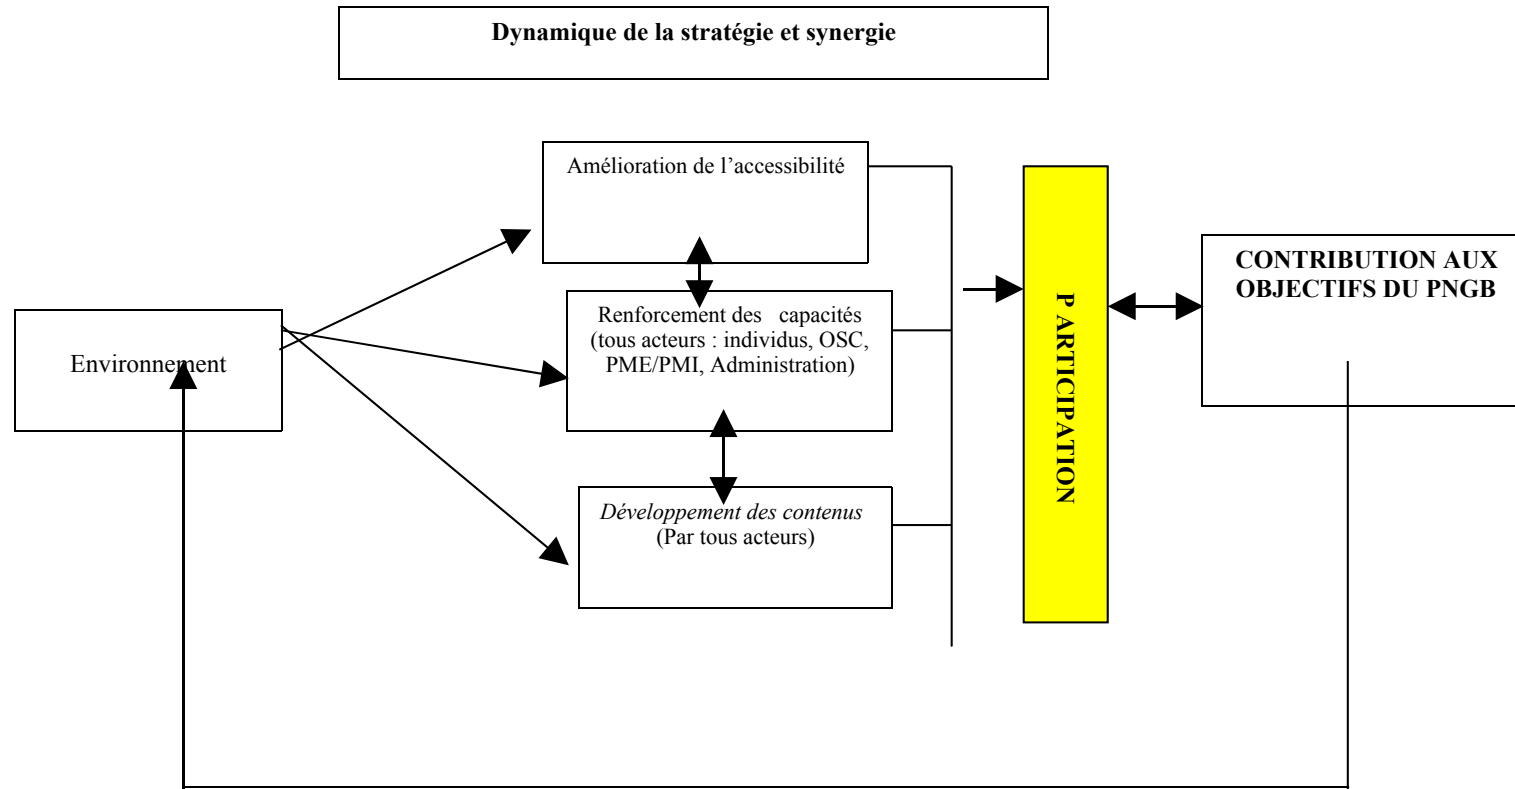 Dynamique de la stratégie et synergie
Amélioration de l’accessibilité
Renforcement des capacités
(tous acteurs : individus, OSC,
PME/PMI, Administration)
Environnement
Développement des contenus
(Par tous acteurs)
P ARTICIPATION
CONTRIBUTION AUX
OBJECTIFS DU PNGB